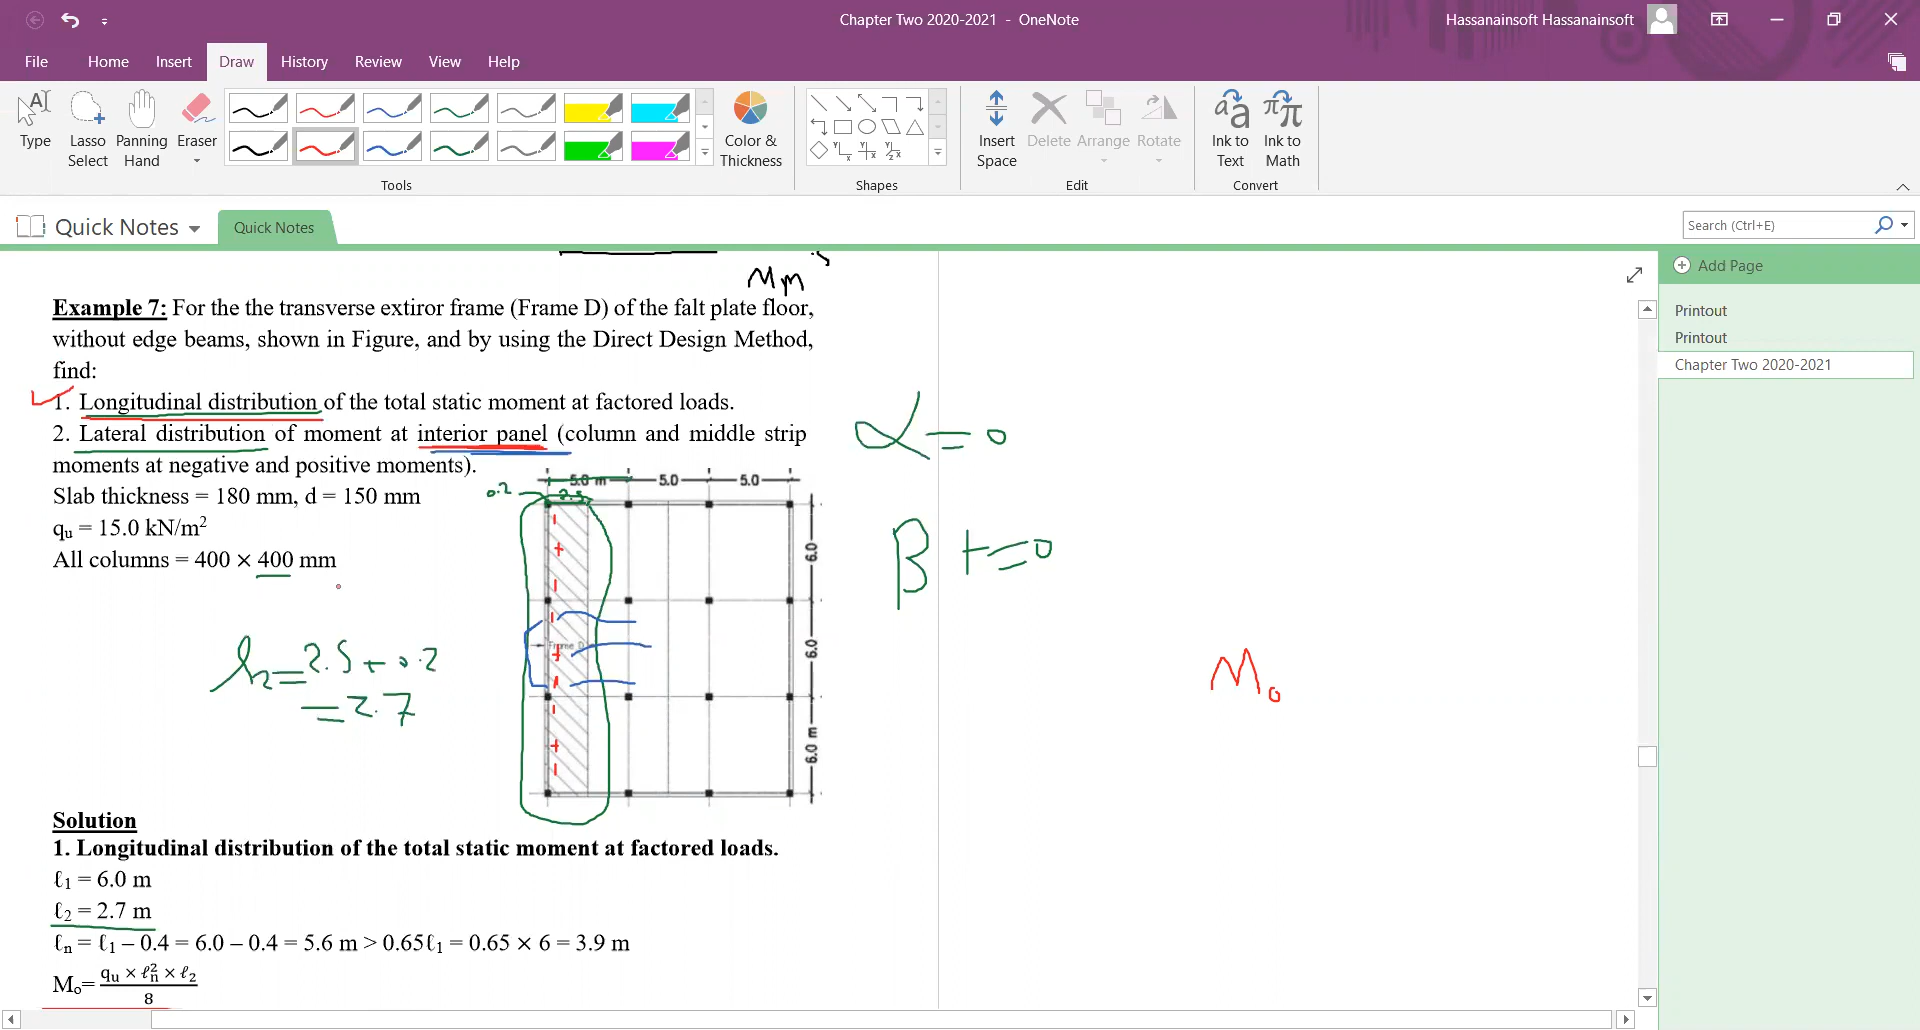 Chapter Two 2020-2021 - OneNote
Hassanainsoft Hassanainsoft
File Home Insert Draw History Review View Help
Type
Lasso Select
Panning Hand
Eraser
Color & Thickness
Insert Space
Delete
Arrange
Rotate
Ink to Text
Ink to Math
Tools Shapes Edit Convert
Quick Notes
Quick Notes
Search (Ctrl+E)
Add Page
Printout
Printout
Chapter Two 2020-2021
Mm
Example 7: For the the transverse extiror frame (Frame D) of the falt plate floor,
without edge beams, shown in Figure, and by using the Direct Design Method,
find:
1. Longitudinal distribution of the total static moment at factored loads.
2. Lateral distribution of moment at interior panel (column and middle strip
moments at negative and positive moments).
Slab thickness = 180 mm, d = 150 mm
qu = 15.0 kN/m²
All columns = 400 × 400 mm
5.0 m 5.0 5.0
0.2 2.5
6.0
6.0
6.0 m
Frame D
α = 0
βt = 0
l2 = 2.5 + 0.2
= 2.7
Mo
Solution
1. Longitudinal distribution of the total static moment at factored loads.
ℓ1 = 6.0 m
ℓ2 = 2.7 m
ℓn = ℓ1 – 0.4 = 6.0 – 0.4 = 5.6 m > 0.65ℓ1 = 0.65 × 6 = 3.9 m
Mo= qu × ℓn² × ℓ2 / 8